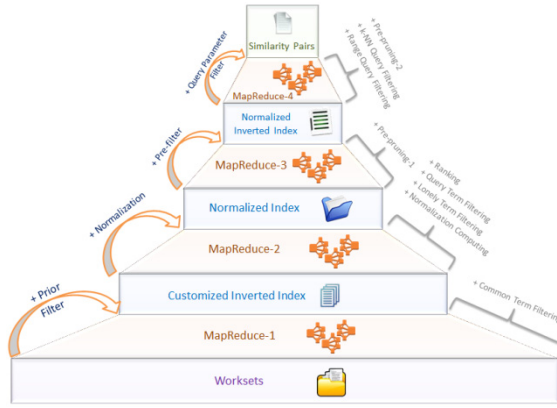 Similarity Pairs
+ Query Parameter
Filter
MapReduce-4
+ Pre-pruning-2
+ k-NN Query Filtering
+ Range Query Filtering
Normalized
Inverted Index
+ Pre-filter
MapReduce-3
+ Pre-pruning-1
Normalized Index
+ Normalization
MapReduce-2
+ Ranking
+ Query Term Filtering
+ Lonely Term Filtering
+ Normalization Computing
Customized Inverted Index
+ Prior
Filter
MapReduce-1
+ Common Term Filtering
Worksets